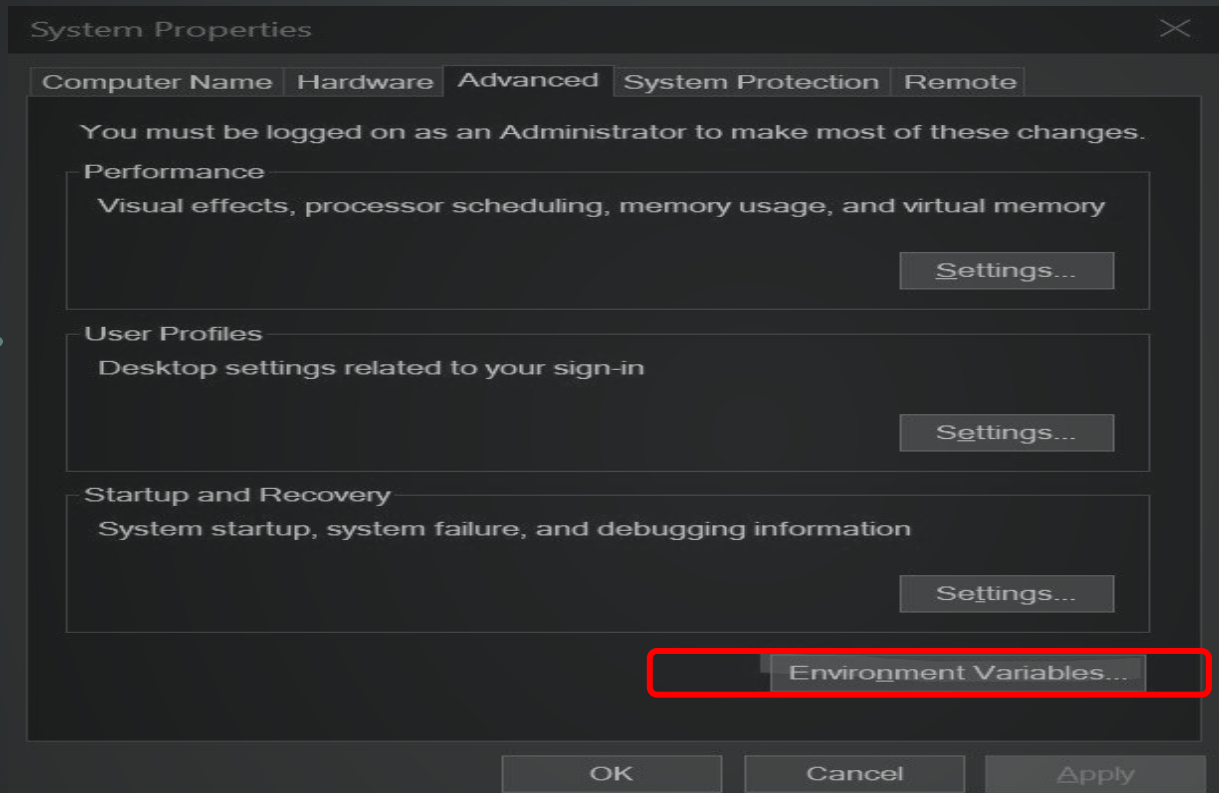 System Properties
Computer Name Hardware Advanced System Protection Remote
You must be logged on as an Administrator to make most of these changes.
Performance
Visual effects, processor scheduling, memory usage, and virtual memory
Settings...
User Profiles
Desktop settings related to your sign-in
Settings...
Startup and Recovery
System startup, system failure, and debugging information
Settings...
Environment Variables...
OK Cancel Apply